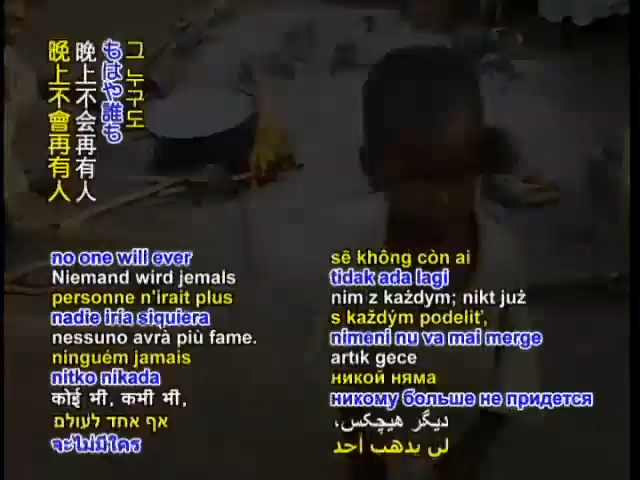 晚上不會再有人
晚上不会再有人
もはや誰も
그 누구도
no one will ever
Niemand wird jemals
personne n'irait plus
nadie iría siquiera
nessuno avrà più fame.
ninguém jamais
nitko nikada
कोई भी, कभी भी,
אף אחד לעולם
จะไม่มีใคร
sẽ không còn ai
tidak ada lagi
nim z każdym; nikt już
s každým podeliť,
nimeni nu va mai merge
artık gece
никой няма
никому больше не придется
دیگر هیچکس،
لن يذهب أحد